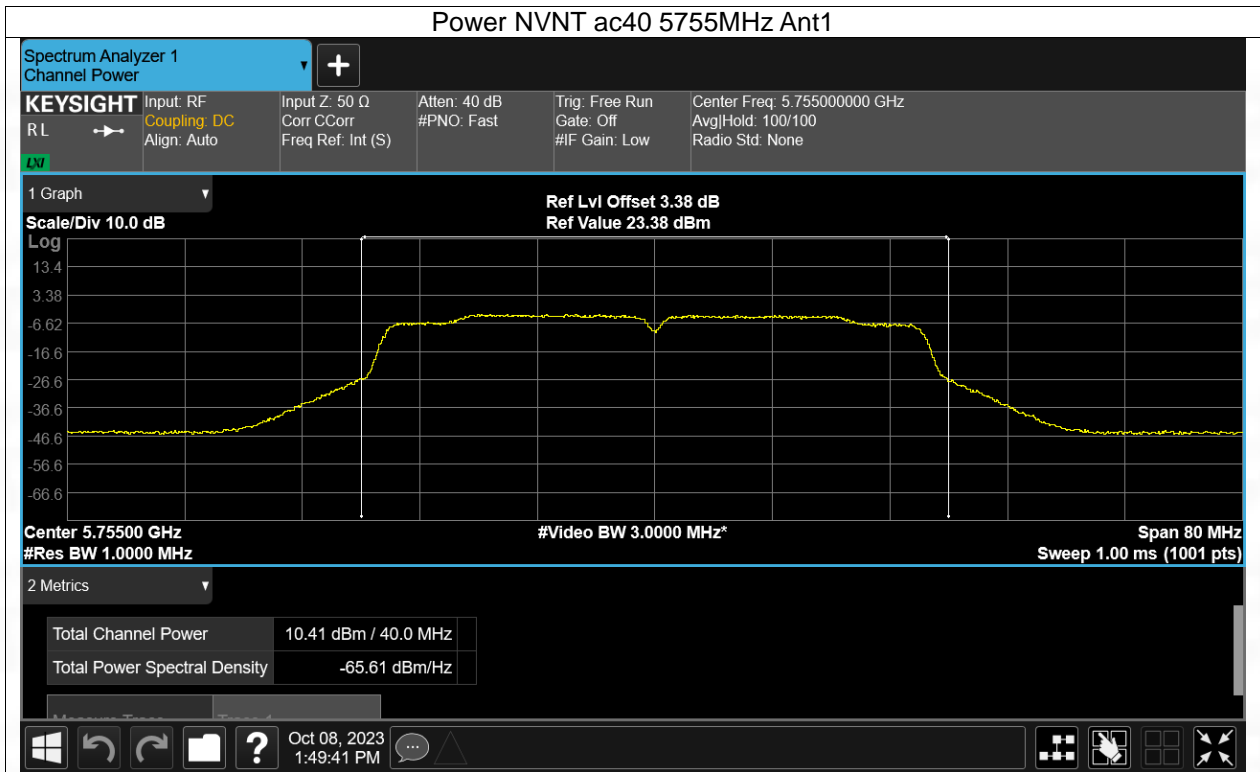 Power NVNT ac40 5755MHz Ant1
Spectrum Analyzer 1
Channel Power
KEYSIGHT
R L
LXI
Input: RF
Coupling: DC
Align: Auto
Input Z: 50 Ω
Corr CCorr
Freq Ref: Int (S)
Atten: 40 dB
#PNO: Fast
Trig: Free Run
Gate: Off
#IF Gain: Low
Center Freq: 5.755000000 GHz
Avg|Hold: 100/100
Radio Std: None
1 Graph
Scale/Div 10.0 dB
Ref Lvl Offset 3.38 dB
Ref Value 23.38 dBm
Log
13.4
3.38
-6.62
-16.6
-26.6
-36.6
-46.6
-56.6
-66.6
Center 5.75500 GHz
#Video BW 3.0000 MHz*
Span 80 MHz
#Res BW 1.0000 MHz
Sweep 1.00 ms (1001 pts)
2 Metrics
Total Channel Power 10.41 dBm / 40.0 MHz
Total Power Spectral Density -65.61 dBm/Hz
?
Oct 08, 2023
1:49:41 PM